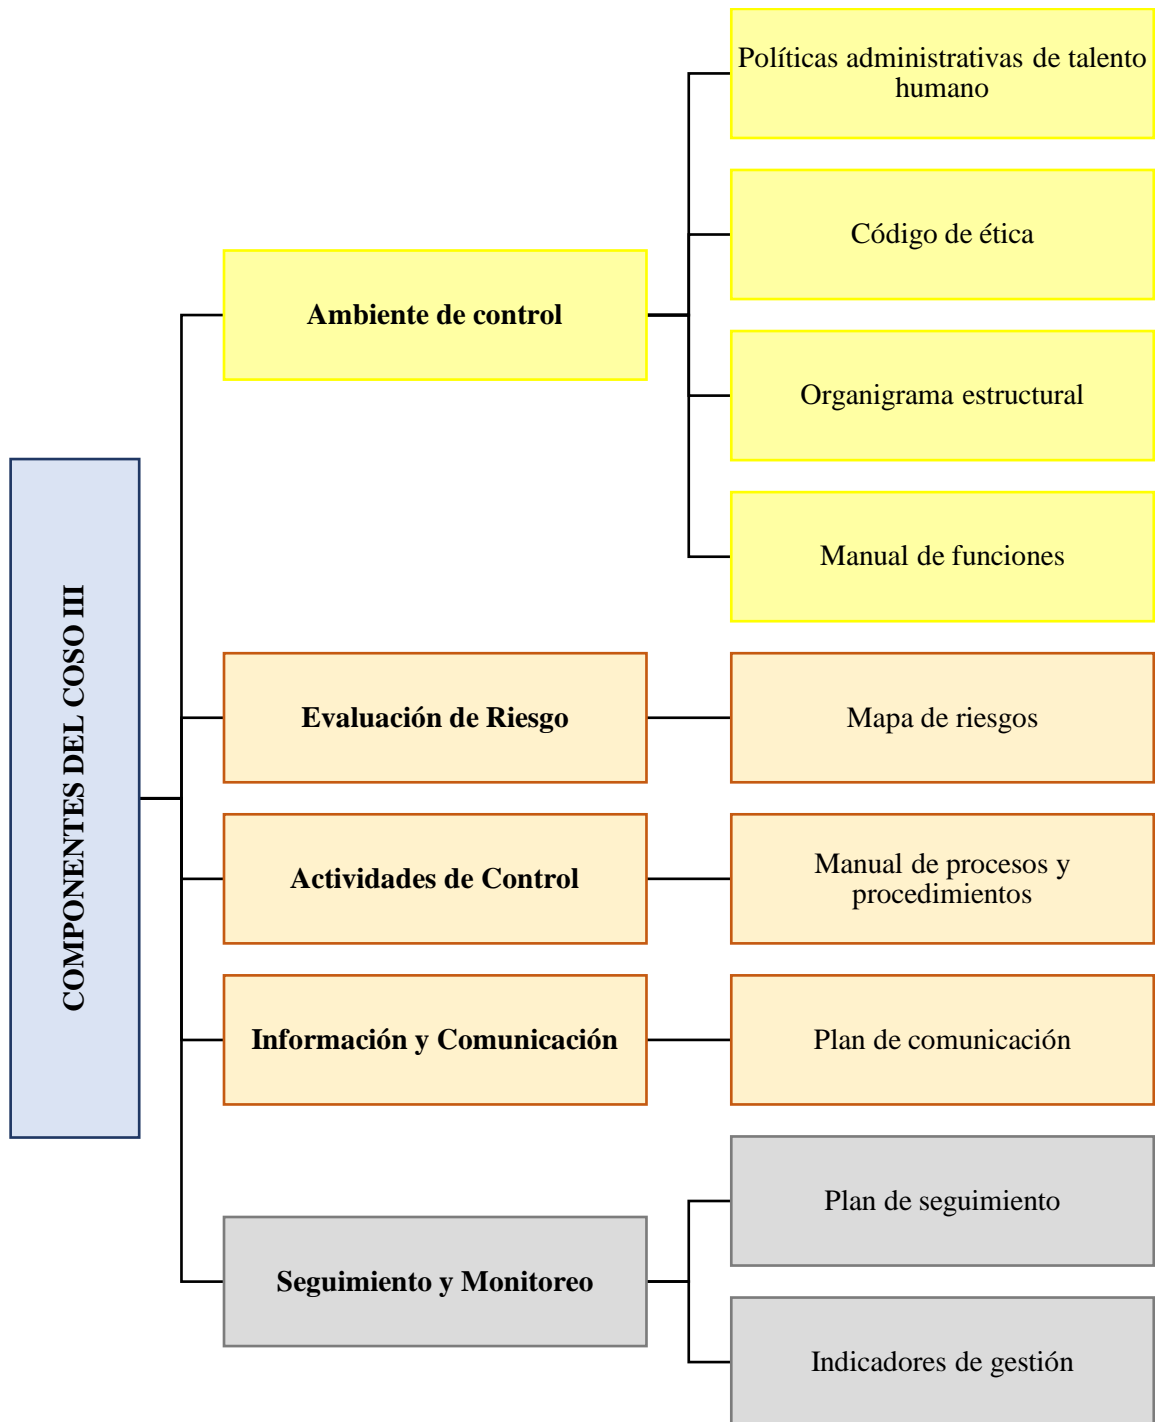 COMPONENTES DEL COSO III
Ambiente de control
Políticas administrativas de talento
humano
Código de ética
Organigrama estructural
Manual de funciones
Evaluación de Riesgo
Mapa de riesgos
Actividades de Control
Manual de procesos y
procedimientos
Información y Comunicación
Plan de comunicación
Seguimiento y Monitoreo
Plan de seguimiento
Indicadores de gestión